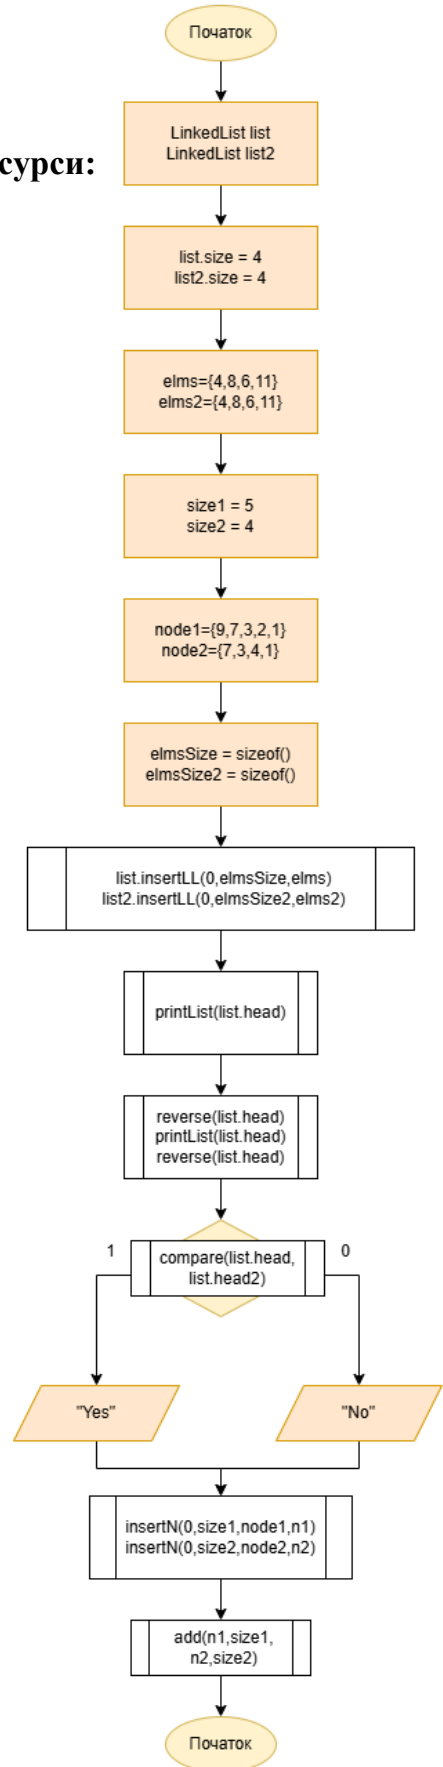 Початок
LinkedList list
LinkedList list2
сурси:
list.size = 4
list2.size = 4
elms={4,8,6,11}
elms2={4,8,6,11}
size1 = 5
size2 = 4
node1={9,7,3,2,1}
node2={7,3,4,1}
elmsSize = sizeof()
elmsSize2 = sizeof()
list.insertLL(0,elmsSize,elms)
list2.insertLL(0,elmsSize2,elms2)
printList(list.head)
reverse(list.head)
printList(list.head)
reverse(list.head)
1
compare(list.head,
list.head2)
0
"Yes"
"No"
insertN(0,size1,node1,n1)
insertN(0,size2,node2,n2)
add(n1,size1,
n2,size2)
Початок